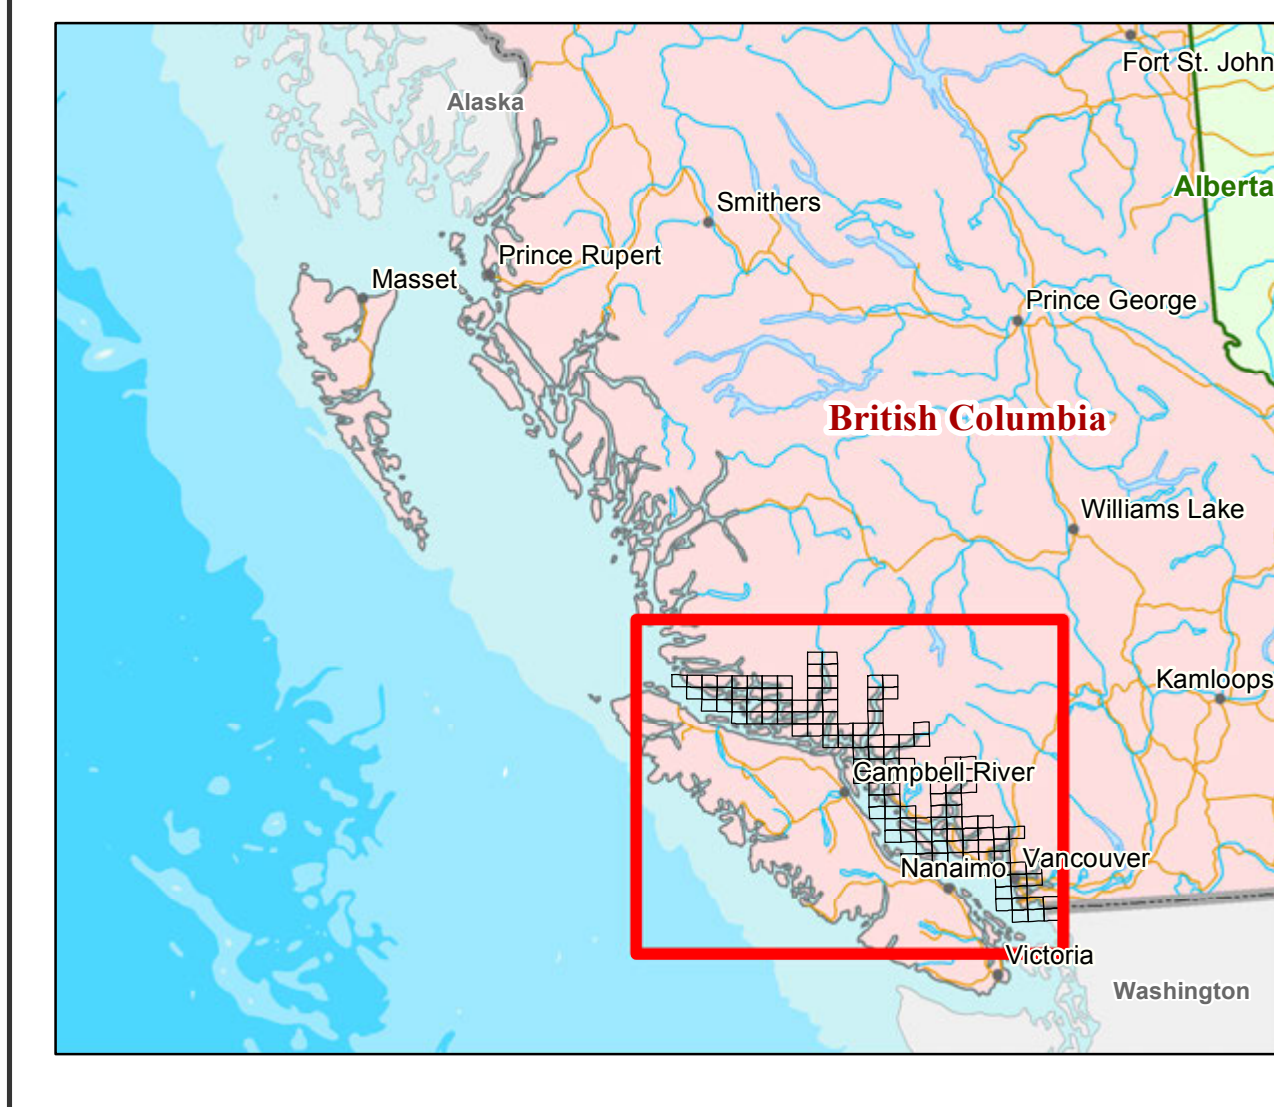 Fort St. John
Alaska
Alberta
Smithers
Prince Rupert
Masset
Prince George
British Columbia
Williams Lake
Kamloops
Campbell River
Vancouver
Nanaimo
Victoria
Washington